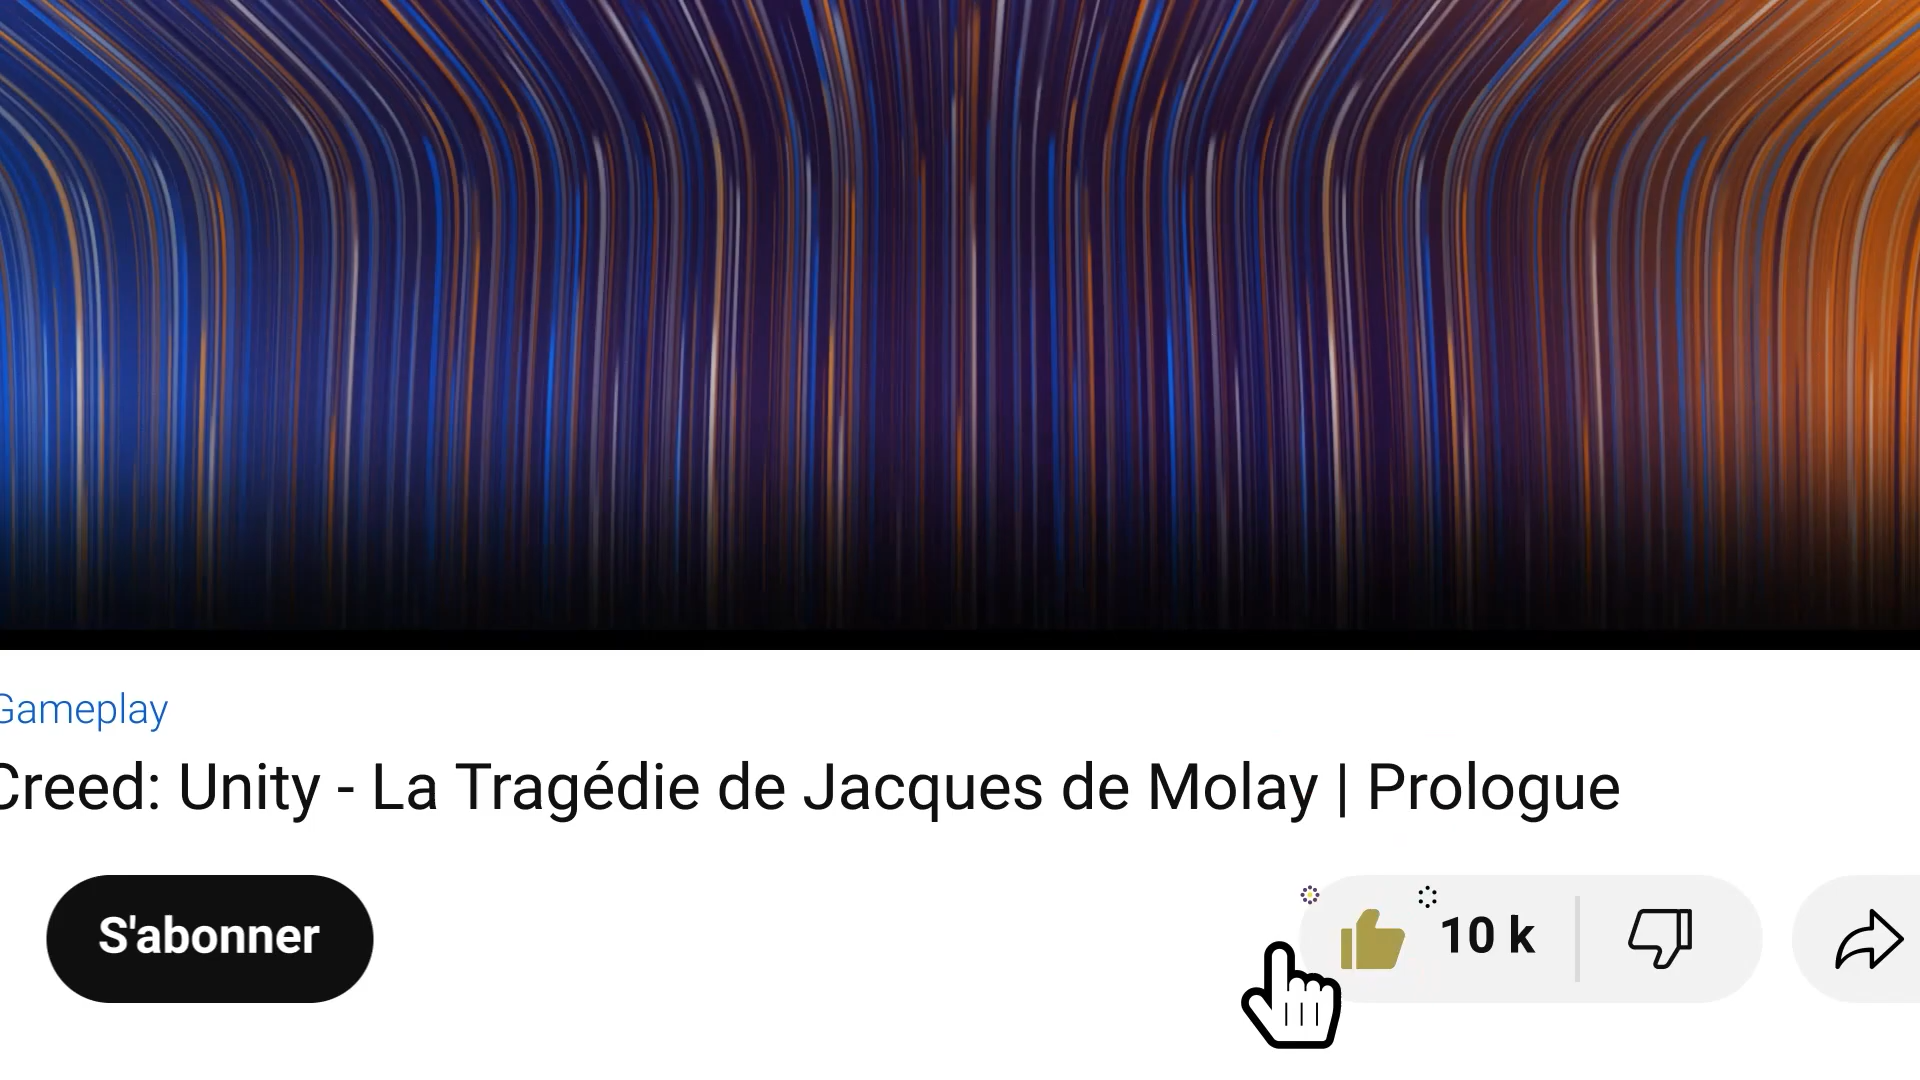 Gameplay
Creed: Unity - La Tragédie de Jacques de Molay | Prologue
S'abonner
10 k